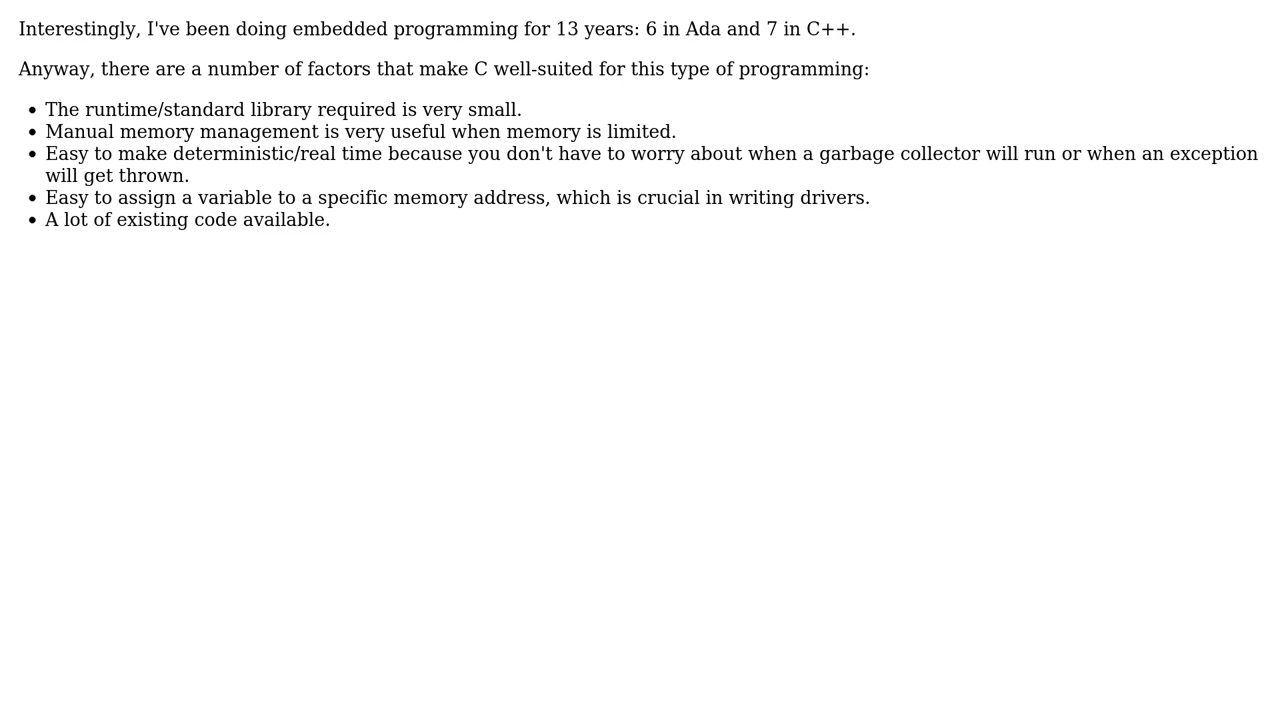 Interestingly, I've been doing embedded programming for 13 years: 6 in Ada and 7 in C++.
Anyway, there are a number of factors that make C well-suited for this type of programming:
• The runtime/standard library required is very small.
• Manual memory management is very useful when memory is limited.
• Easy to make deterministic/real time because you don't have to worry about when a garbage collector will run or when an exception
will get thrown.
• Easy to assign a variable to a specific memory address, which is crucial in writing drivers.
• A lot of existing code available.